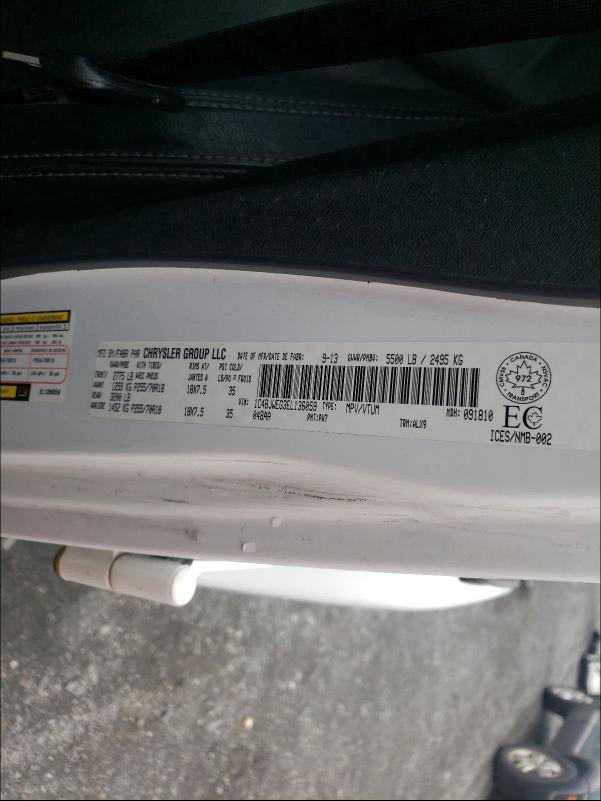 MFD BY/FABR PAR CHRYSLER GROUP LLC DATE OF MFR/DATE DE FABR: 9-13 GVWR/PNBV: 5500 LB / 2495 KG
GAWR/PNBE WITH TIRES/ RIMS AT/ PSI COLD/
FRONT/ 2775 LB AVEC PNEUS JANTES À LB/PO 2 FROID
AVANT 1259 KG P255/70R18 18X7.5 35
REAR/ 3200 LB
ARRIERE 1452 KG P255/70R18 18X7.5 35
VIN: 1C4BJWEG3EL136059 TYPE: MPV/VTUM MDH: 091810
048AA PNT: PW7 TRM: ALX9
CANADA
972
TRANSPORT
EC
ICES/NMB-002